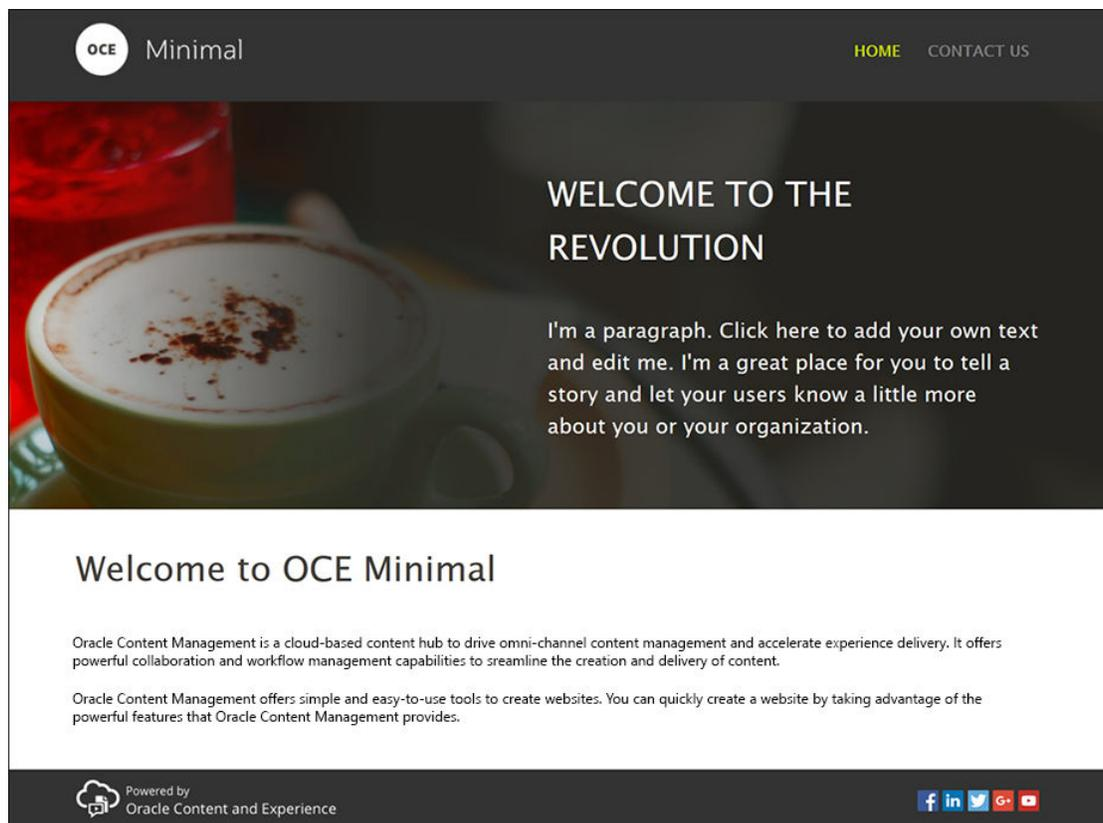 OCE Minimal
HOME CONTACT US
WELCOME TO THE
REVOLUTION
I'm a paragraph. Click here to add your own text
and edit me. I'm a great place for you to tell a
story and let your users know a little more
about you or your organization.
Welcome to OCE Minimal
Oracle Content Management is a cloud-based content hub to drive omni-channel content management and accelerate experience delivery. It offers
powerful collaboration and workflow management capabilities to sreamline the creation and delivery of content.
Oracle Content Management offers simple and easy-to-use tools to create websites. You can quickly create a website by taking advantage of the
powerful features that Oracle Content Management provides.
Powered by
Oracle Content and Experience
f in G+